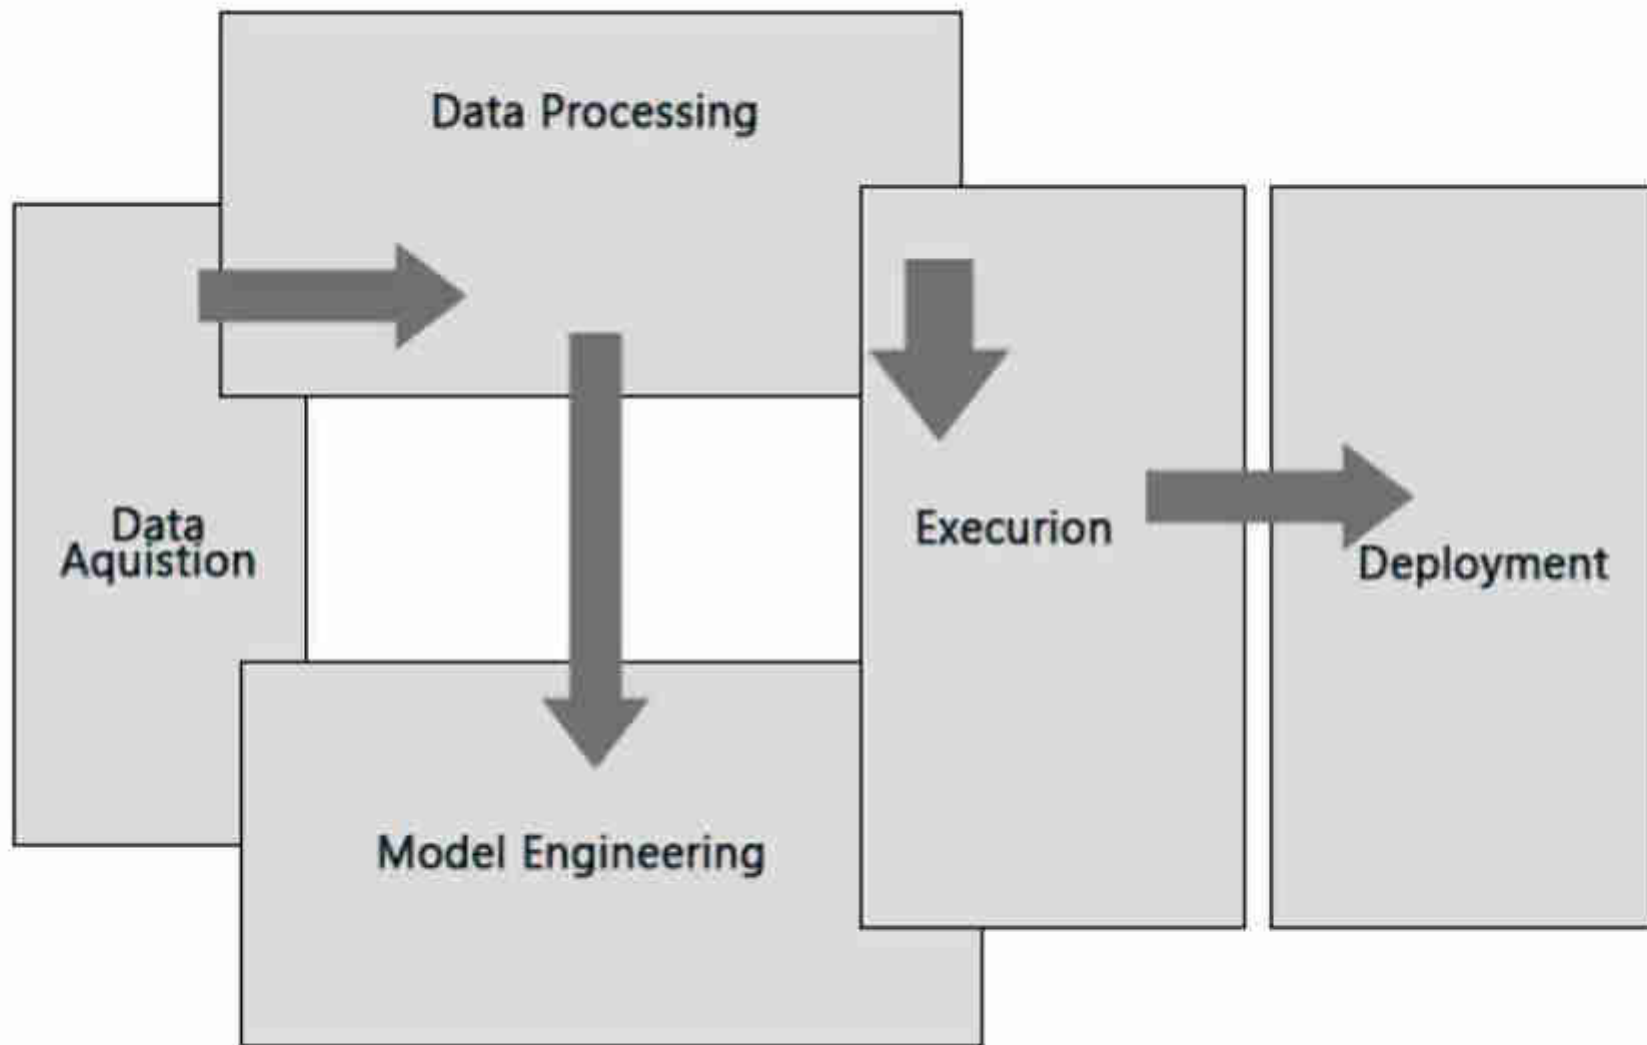 Data Processing
Data
Aquistion
Execurion
Deployment
Model Engineering